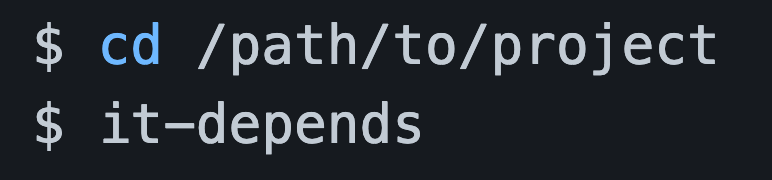 $ cd /path/to/project
$ it-depends